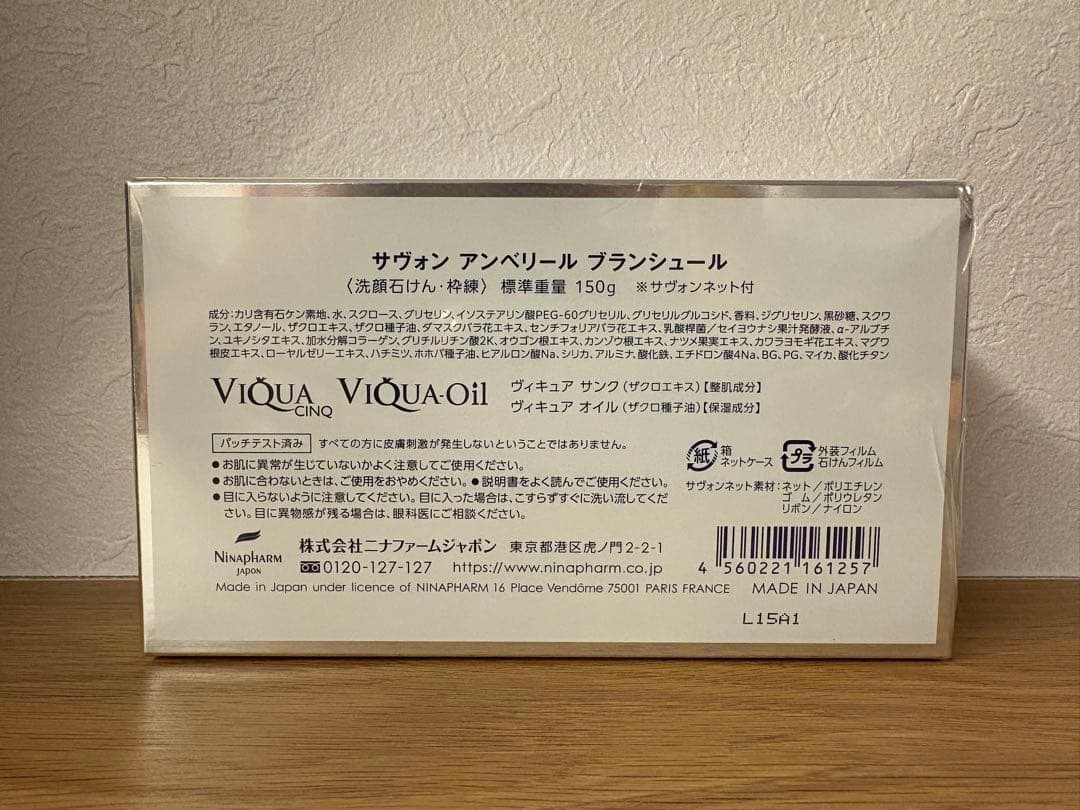 サヴォン アンベリール ブランシュール
〈洗顔石けん・枠練〉 標準重量 150g ※サヴォンネット付
成分:カリ含有石ケン素地、水、スクロース、グリセリン、イソステアリン酸PEG-60グリセリル、グリセリルグルコシド、香料、ジグリセリン、黒砂糖、スクワ
ラン、エタノール、ザクロエキス、ザクロ種子油、ダマスクバラ花エキス、センチフォリアバラ花エキス、乳酸桿菌/セイヨウナシ果汁発酵液、α-アルブチ
ン、ユキノシタエキス、加水分解コラーゲン、グリチルリチン酸2K、オウゴン根エキス、カンゾウ根エキス、ナツメ果実エキス、カワラヨモギ花エキス、マグワ
根皮エキス、ローヤルゼリーエキス、ハチミツ、ホホバ種子油、ヒアルロン酸Na、シリカ、アルミナ、酸化鉄、エチドロン酸4Na、BG、PG、マイカ、酸化チタン
VIQUA CINQ VIQUA-Oil
ヴィキュア サンク(ザクロエキス)【整肌成分】
ヴィキュア オイル(ザクロ種子油)【保湿成分】
パッチテスト済み すべての方に皮膚刺激が発生しないということではありません。
●お肌に異常が生じていないかよく注意してご使用ください。
●お肌に合わないときは、ご使用をおやめください。●説明書をよく読んでご使用ください。
●目に入らないように注意してください。目に入った場合は、こすらずすぐに洗い流してくだ
さい。目に異物感が残る場合は、眼科医にご相談ください。
紙 箱
ネットケース
プラ 外装フィルム
石けんフィルム
サヴォンネット素材:ネット/ポリエチレン
ゴム/ポリウレタン
リボン/ナイロン
NINAPHARM
JAPON
株式会社ニナファームジャポン 東京都港区虎ノ門2-2-1
0120-127-127 https://www.ninapharm.co.jp
4 560221 161257
Made in Japan under licence of NINAPHARM 16 Place Vendôme 75001 PARIS FRANCE MADE IN JAPAN
L15A1